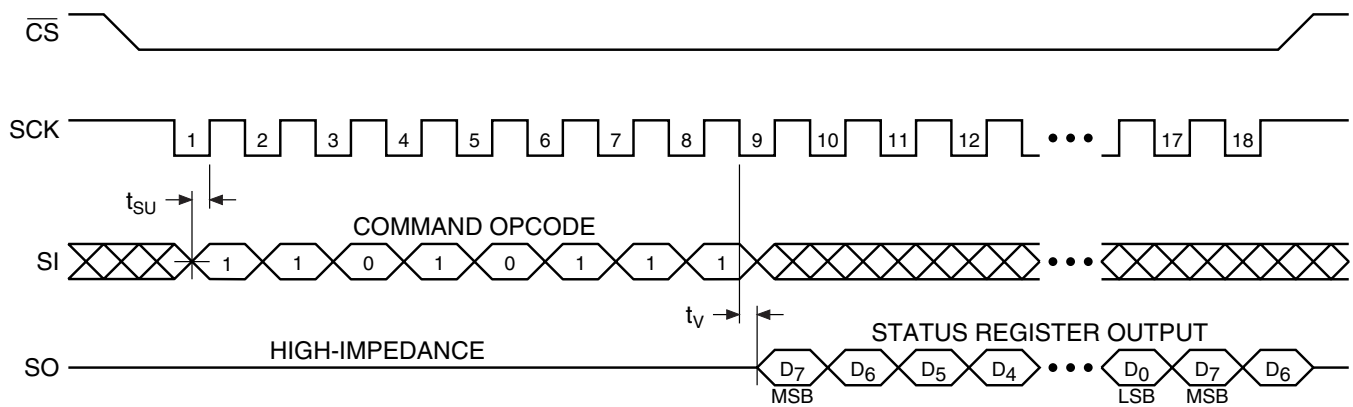 CS
SCK 1 2 3 4 5 6 7 8 9 10 11 12 ••• 17 18
tSU
COMMAND OPCODE
SI 1 1 0 1 0 1 1 1 •••
tV
HIGH-IMPEDANCE STATUS REGISTER OUTPUT
SO D7 D6 D5 D4 ••• D0 D7 D6
MSB LSB MSB